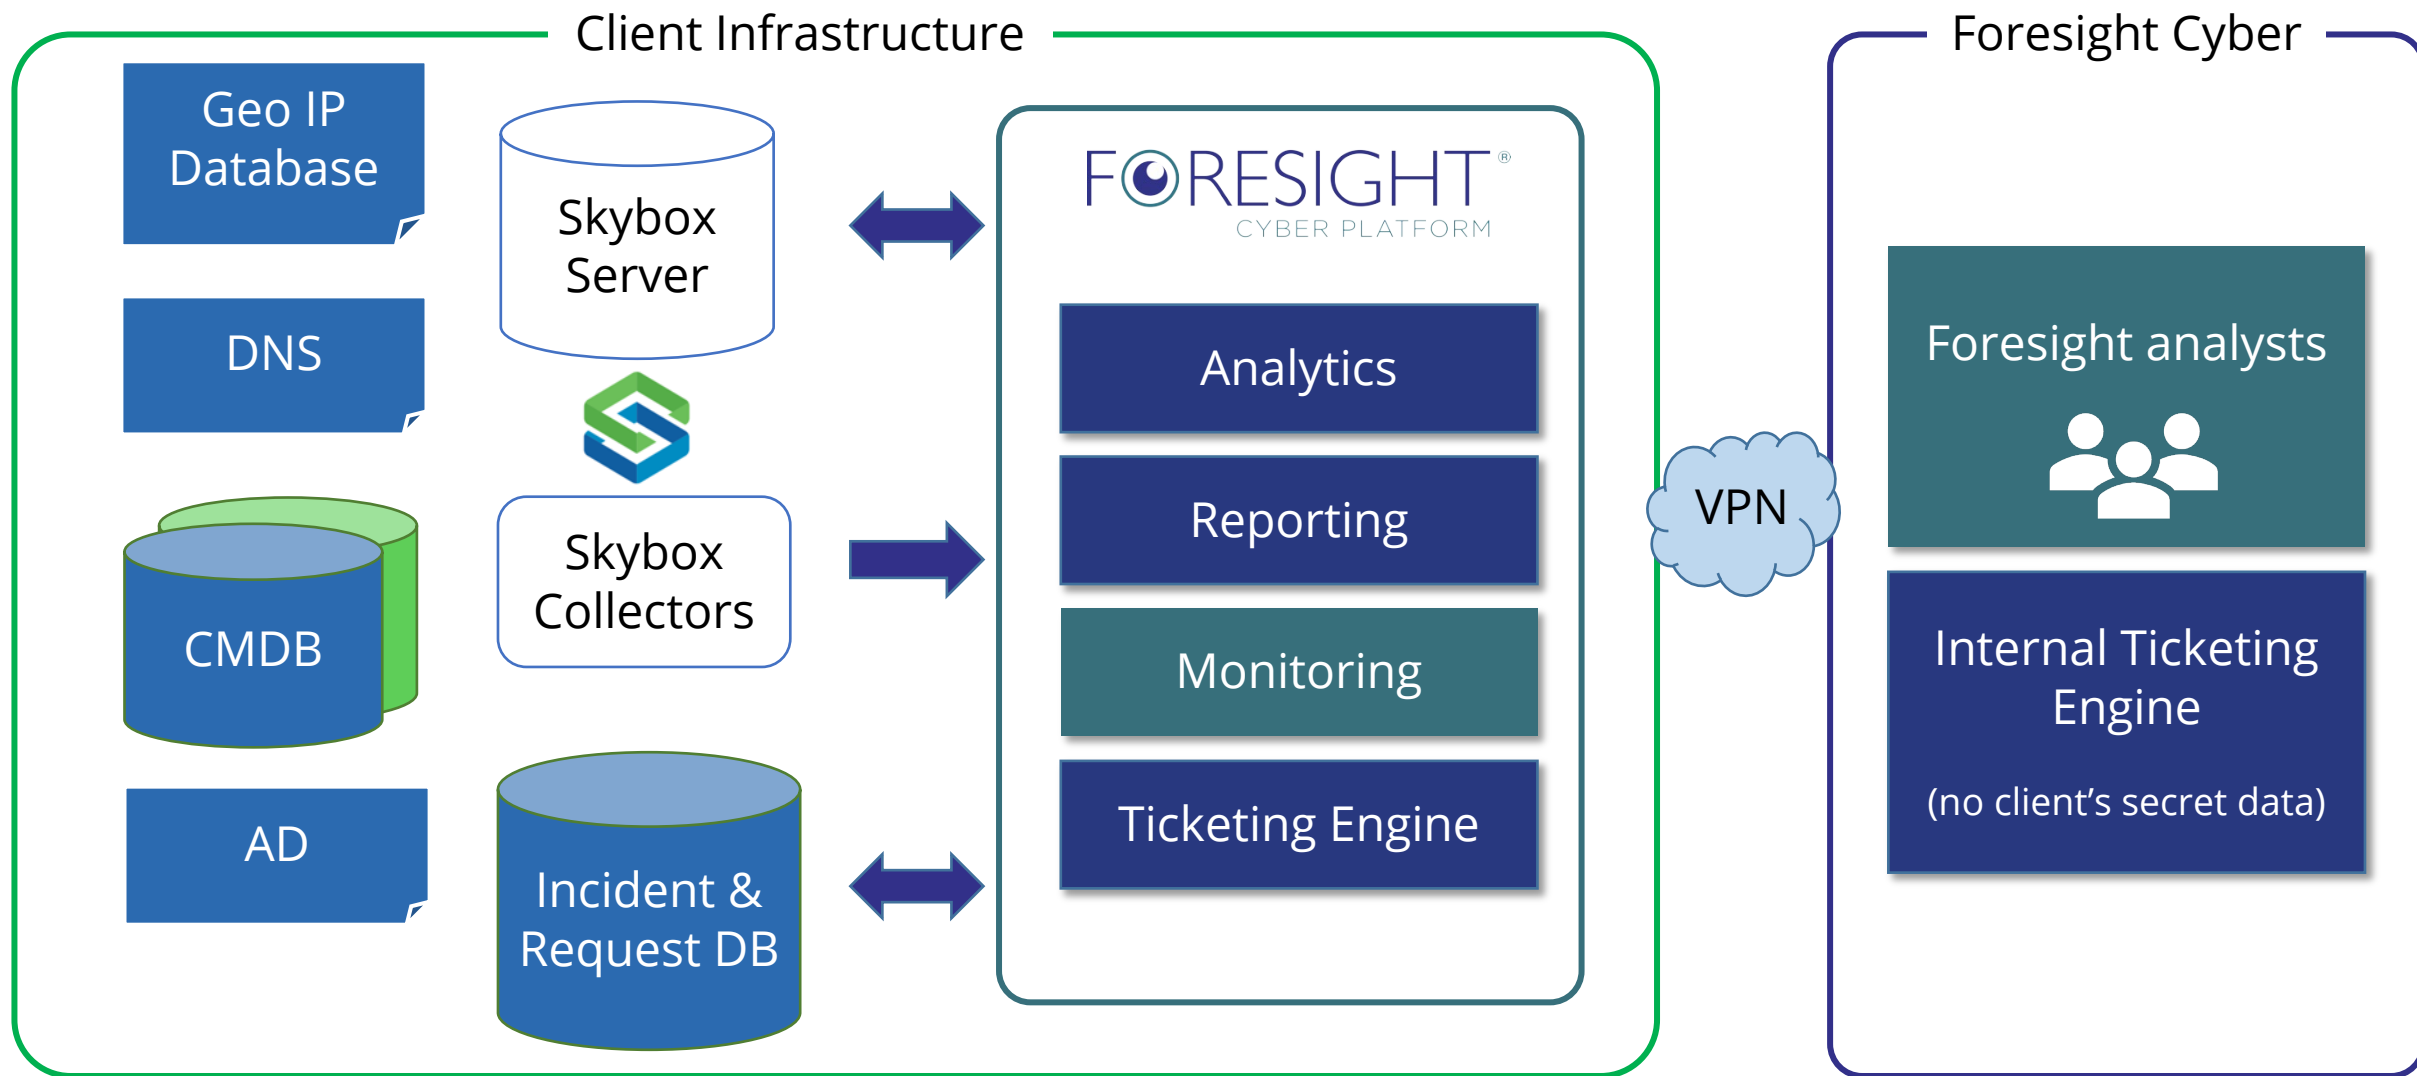 Client Infrastructure
Foresight Cyber
Geo IP
Database
DNS
CMDB
AD
Skybox
Server
Skybox
Collectors
Incident &
Request DB
FORESIGHT®
CYBER PLATFORM
Analytics
Reporting
Monitoring
Ticketing Engine
VPN
Foresight analysts
Internal Ticketing
Engine
(no client’s secret data)